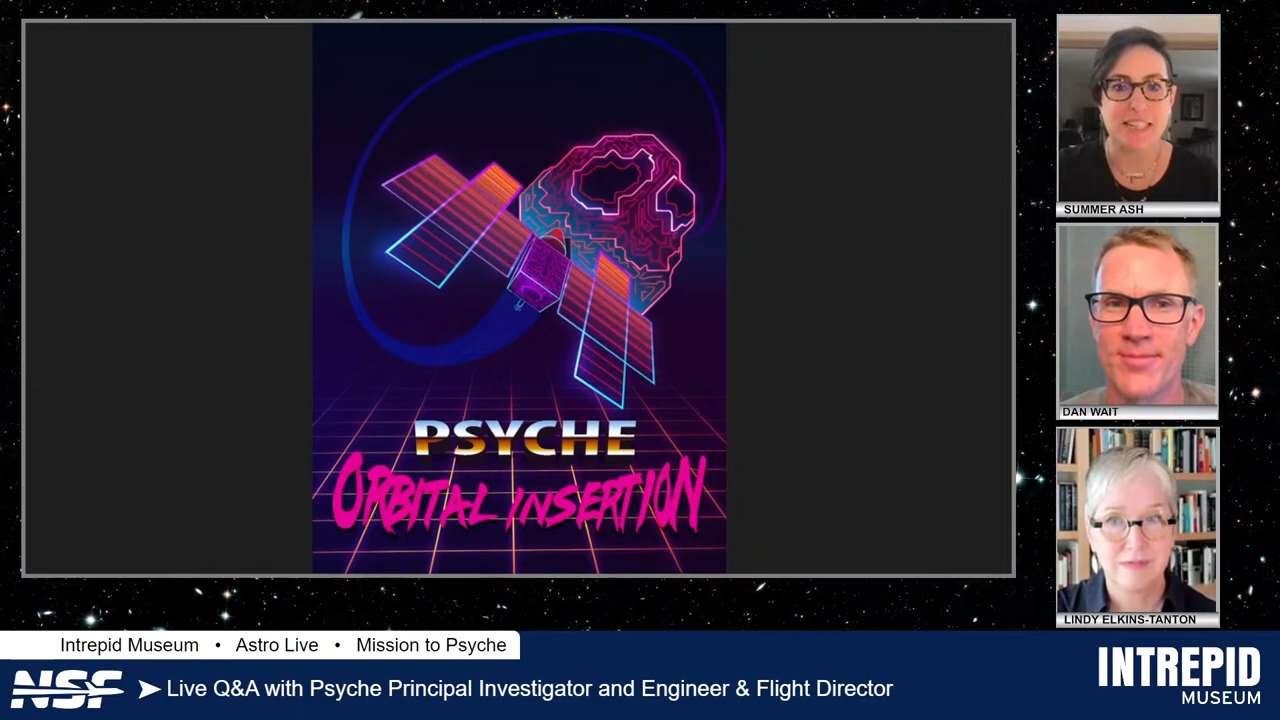 PSYCHE
ORBITAL INSERTION
SUMMER ASH
DAN WAIT
LINDY ELKINS-TANTON
Intrepid Museum • Astro Live • Mission to Psyche
NSF
Live Q&A with Psyche Principal Investigator and Engineer & Flight Director
INTREPID
MUSEUM